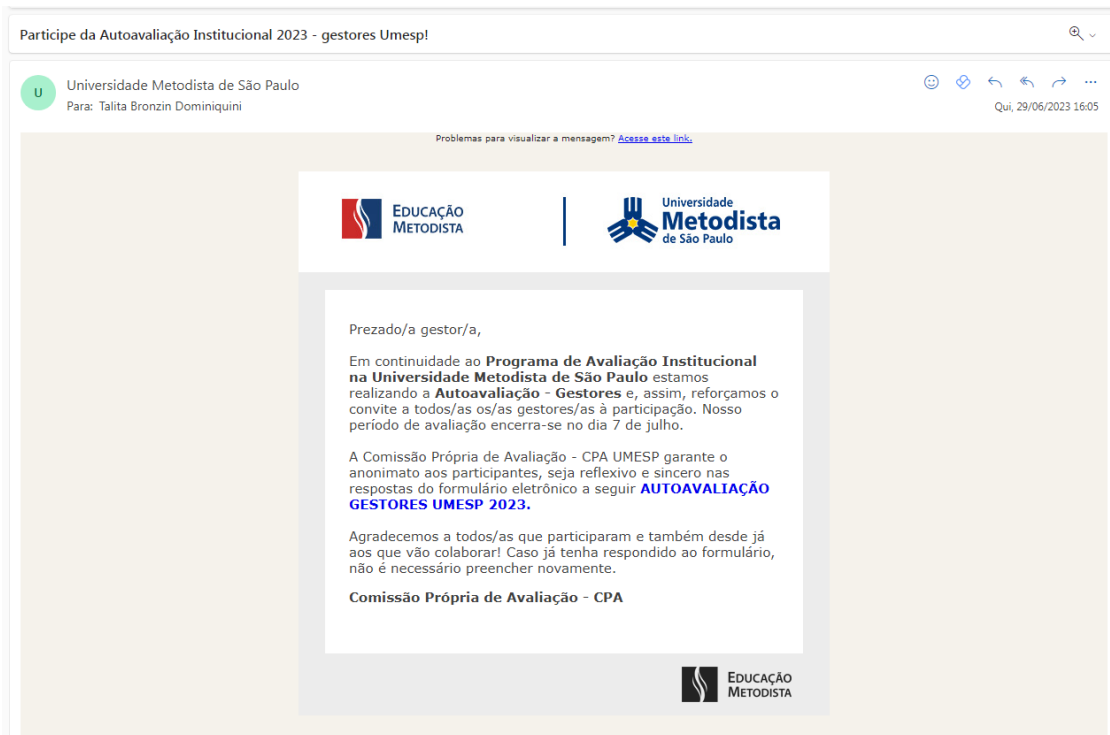 Participe da Autoavaliação Institucional 2023 - gestores Umesp!
U
Universidade Metodista de São Paulo
Para: Talita Bronzin Dominiquini
Qui, 29/06/2023 16:05
Problemas para visualizar a mensagem? Acesse este link.
EDUCAÇÃO
METODISTA
Universidade
Metodista
de São Paulo
Prezado/a gestor/a,
Em continuidade ao Programa de Avaliação Institucional
na Universidade Metodista de São Paulo estamos
realizando a Autoavaliação - Gestores e, assim, reforçamos o
convite a todos/as os/as gestores/as à participação. Nosso
período de avaliação encerra-se no dia 7 de julho.
A Comissão Própria de Avaliação - CPA UMESP garante o
anonimato aos participantes, seja reflexivo e sincero nas
respostas do formulário eletrônico a seguir AUTOAVALIAÇÃO
GESTORES UMESP 2023.
Agradecemos a todos/as que participaram e também desde já
aos que vão colaborar! Caso já tenha respondido ao formulário,
não é necessário preencher novamente.
Comissão Própria de Avaliação - CPA
EDUCAÇÃO
METODISTA